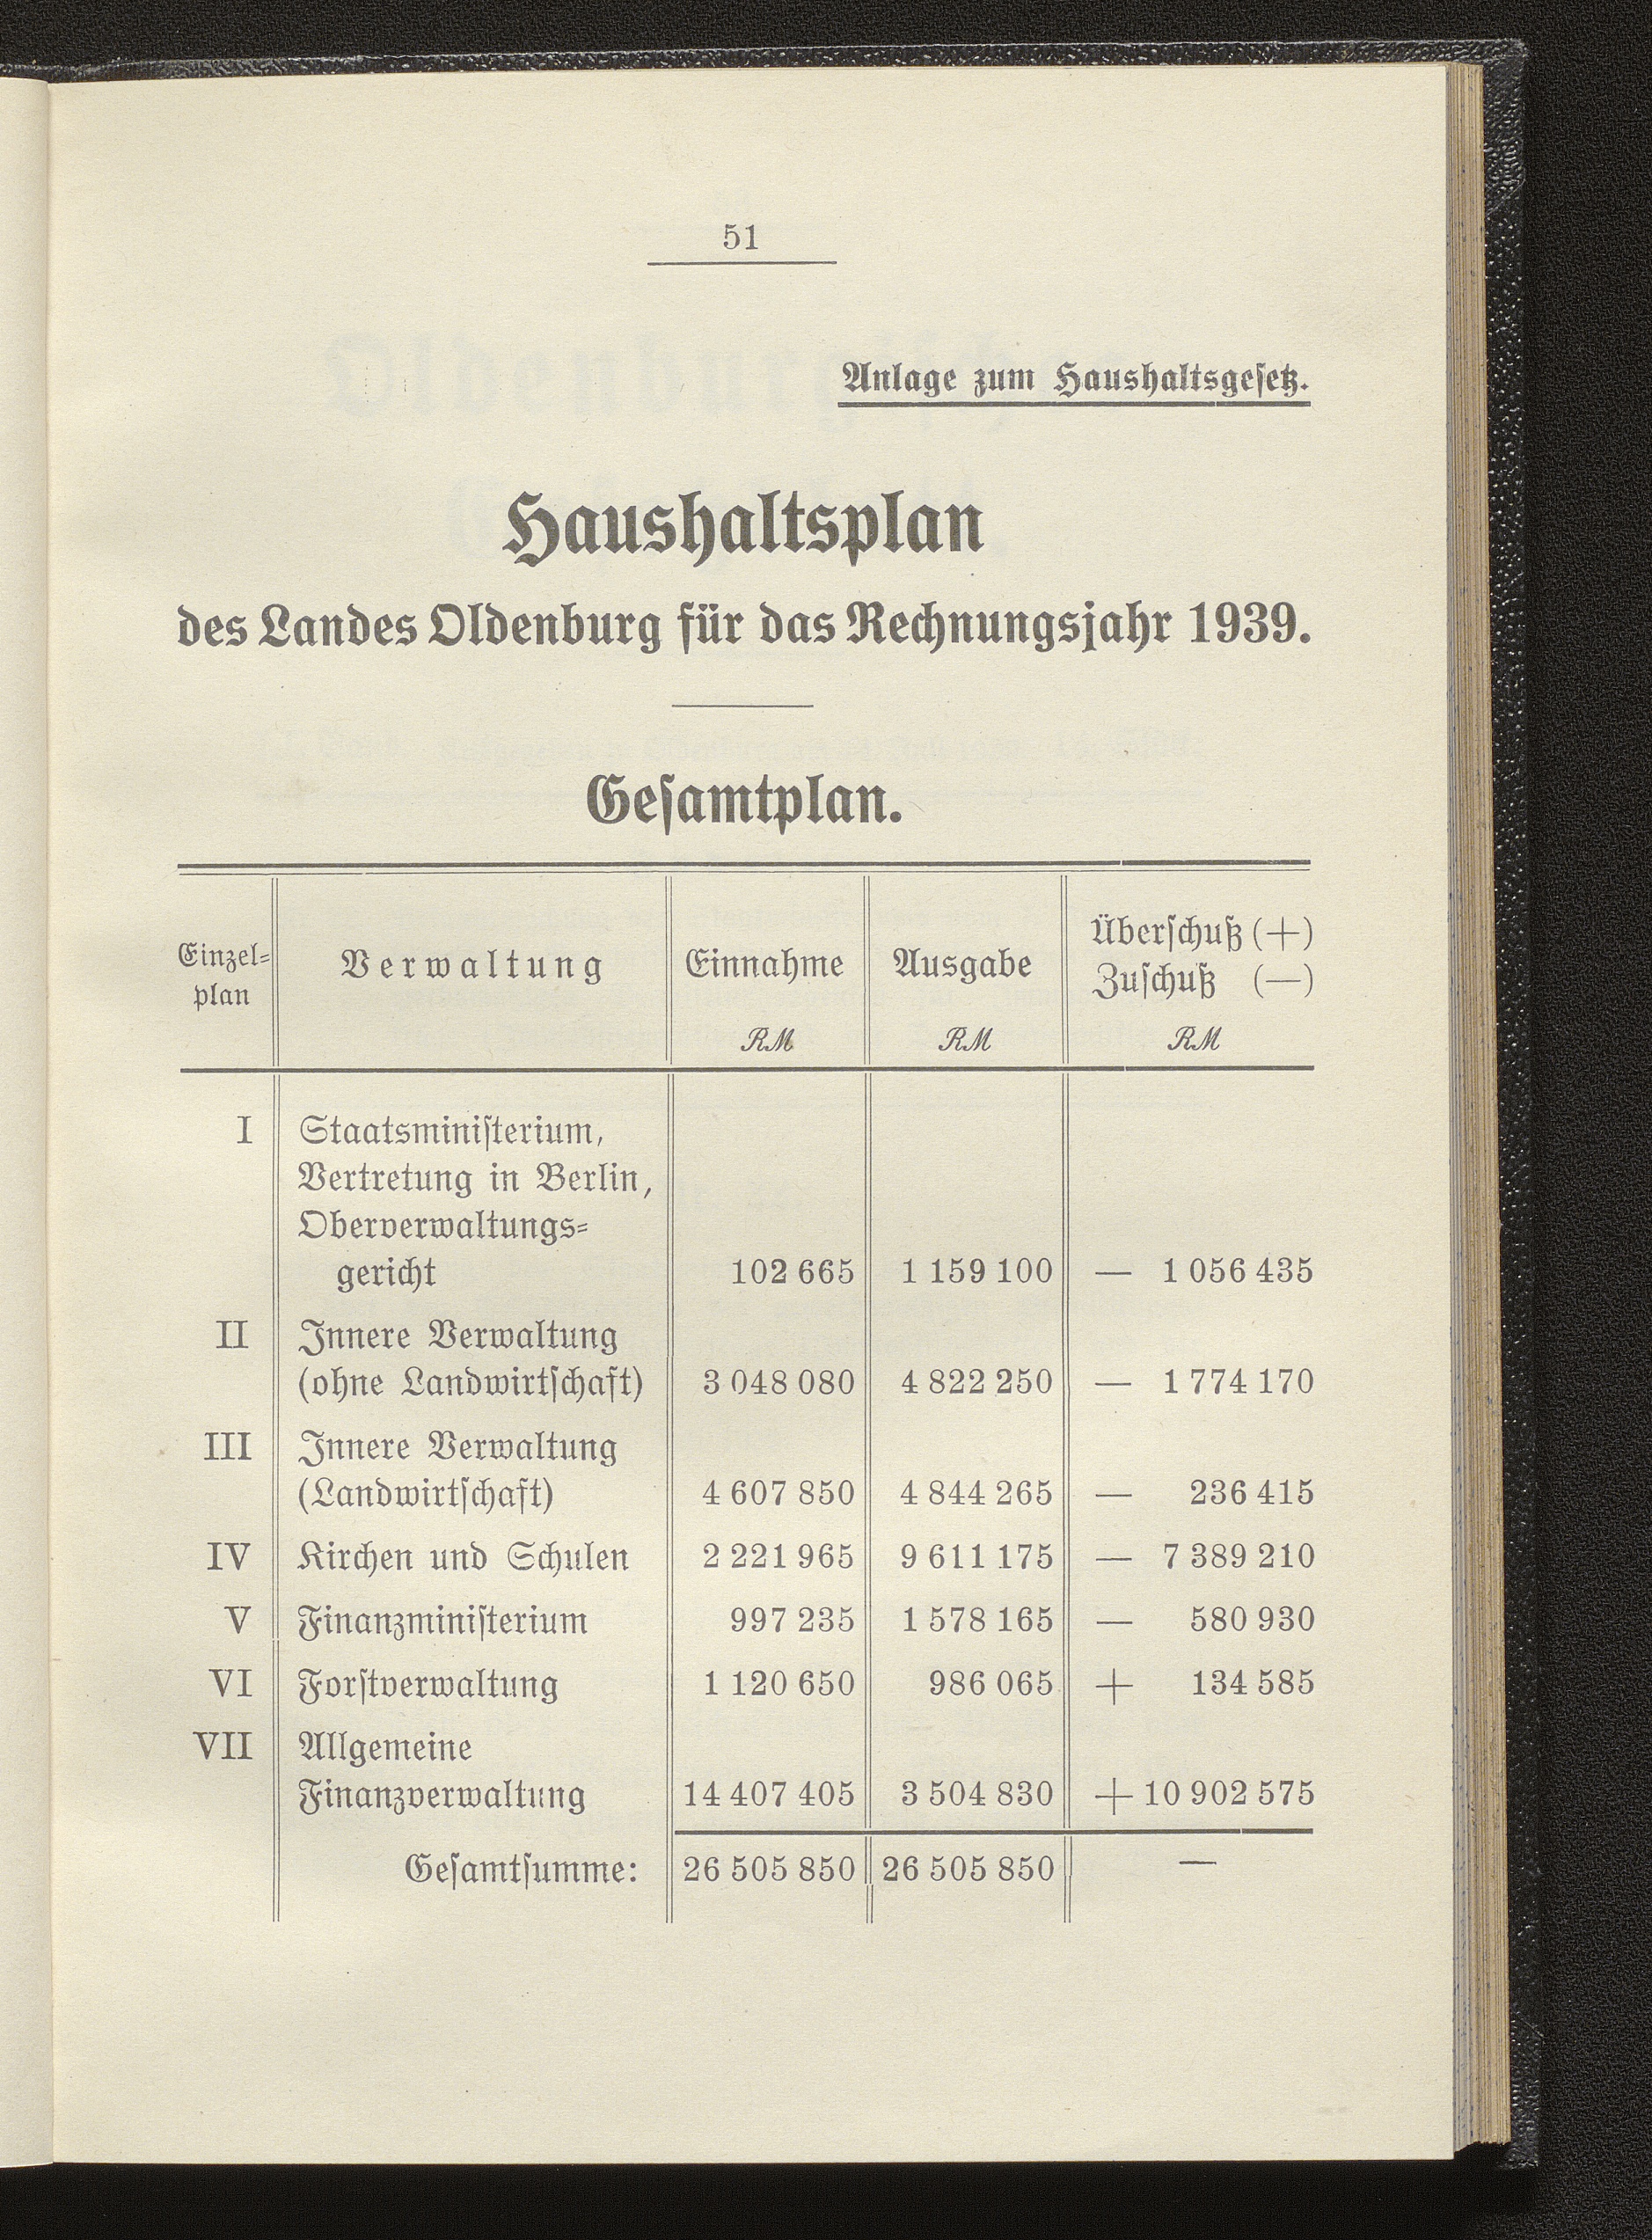 51
Anlage zum Haushaltsgesetz.
Haushaltsplan
des Landes Oldenburg für das Rechnungsjahr 1939.
Gesamtplan.
Einzel-
plan
Verwaltung
Einnahme
RM
Ausgabe
RM
Überschuß (+)
Zuschuß (—)
RM
I Staatsministerium,
Vertretung in Berlin,
Oberverwaltungs-
gericht 102 665 1 159 100 — 1 056 435
II Innere Verwaltung
(ohne Landwirtschaft) 3 048 080 4 822 250 — 1 774 170
III Innere Verwaltung
(Landwirtschaft) 4 607 850 4 844 265 — 236 415
IV Kirchen und Schulen 2 221 965 9 611 175 — 7 389 210
V Finanzministerium 997 235 1 578 165 — 580 930
VI Forstverwaltung 1 120 650 986 065 + 134 585
VII Allgemeine
Finanzverwaltung 14 407 405 3 504 830 + 10 902 575
Gesamtsumme: 26 505 850 26 505 850 —